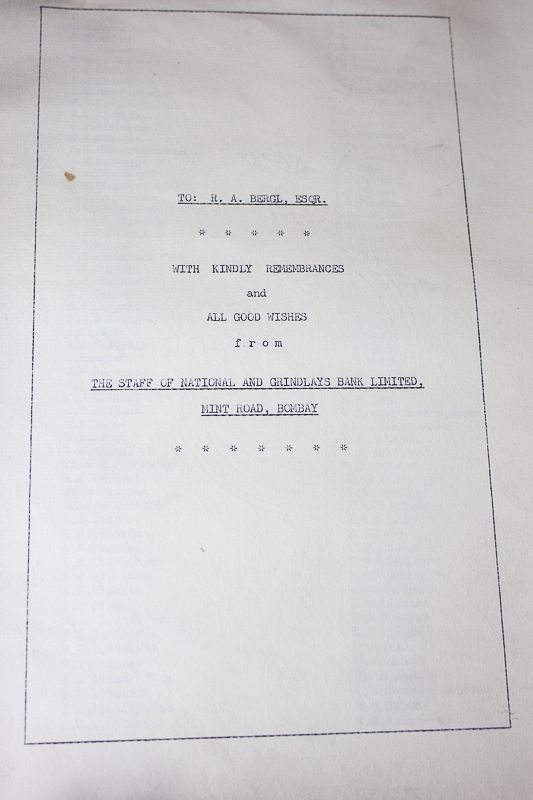 TO: R. A. BERGL, ESQR.
* * * * *
WITH KINDLY REMEMBRANCES
and
ALL GOOD WISHES
from
THE STAFF OF NATIONAL AND GRINDLAYS BANK LIMITED,
MINT ROAD, BOMBAY
* * * * * * *